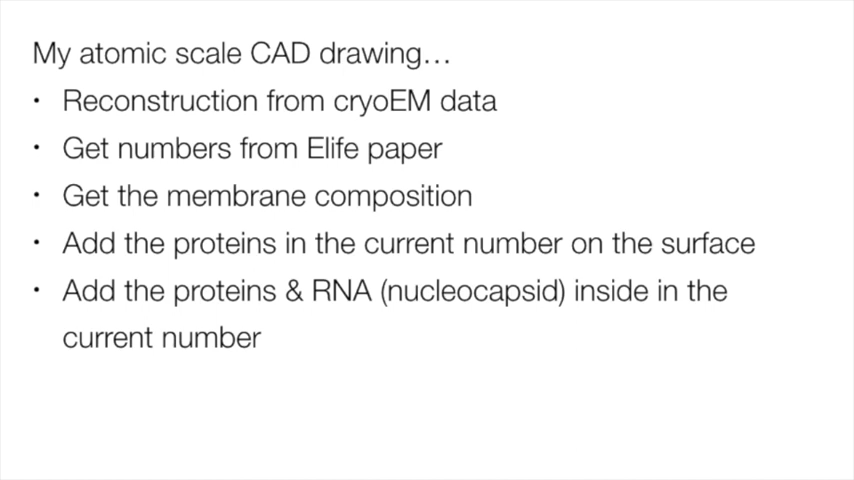 My atomic scale CAD drawing…
• Reconstruction from cryoEM data
• Get numbers from Elife paper
• Get the membrane composition
• Add the proteins in the current number on the surface
• Add the proteins & RNA (nucleocapsid) inside in the
current number